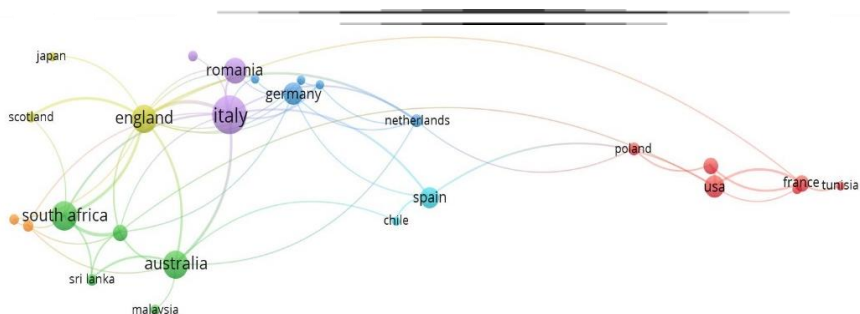 japan
romania
germany
scotland
england
italy
netherlands
poland
usa
france
tunisia
spain
chile
south africa
australia
sri lanka
malaysia